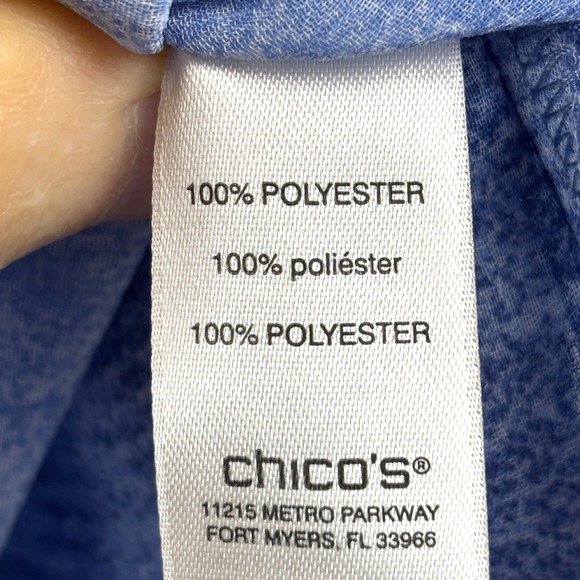 100% POLYESTER
100% poliéster
100% POLYESTER
chico's®
11215 METRO PARKWAY
FORT MYERS, FL 33966